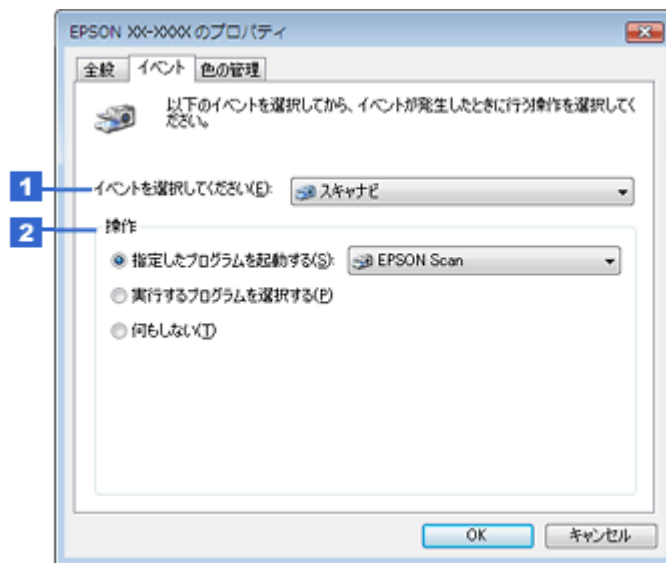 EPSON XX-XXXX のプロパティ
全般 イベント 色の管理
以下のイベントを選択してから、イベントが発生したときに行う操作を選択してく
ださい。
1 イベントを選択してください(E): スキャナビ
2 操作
指定したプログラムを起動する(S): EPSON Scan
実行するプログラムを選択する(P)
何もしない(T)
OK キャンセル